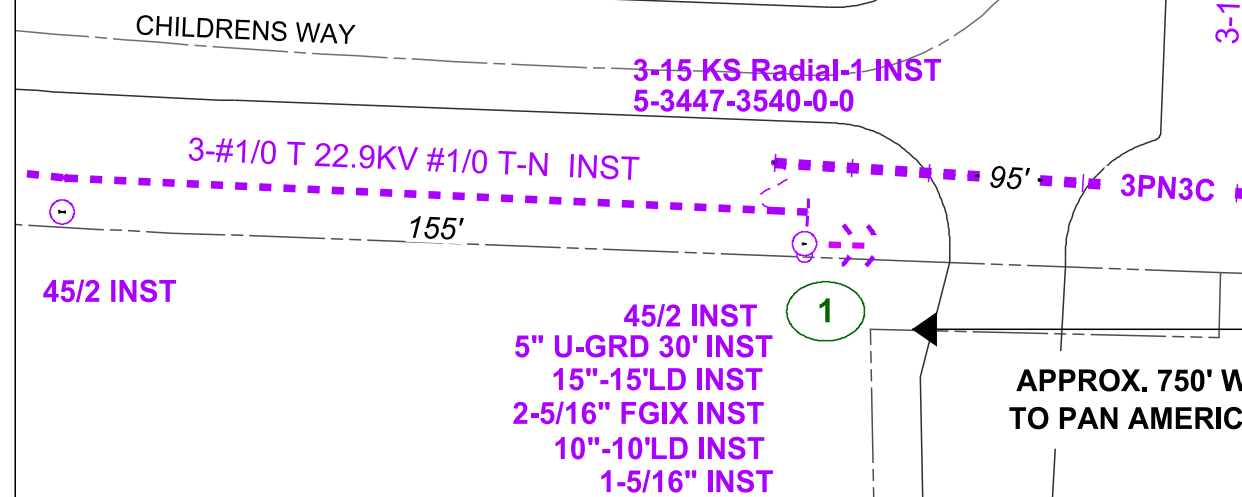 CHILDRENS WAY
3-1
3-15 KS Radial-1 INST
5-3447-3540-0-0
3-#1/0 T 22.9KV #1/0 T-N INST
95'
3PN3C
155'
45/2 INST
1
45/2 INST
5" U-GRD 30' INST
15"-15'LD INST
2-5/16" FGIX INST
10"-10'LD INST
1-5/16" INST
APPROX. 750' W
TO PAN AMERIC